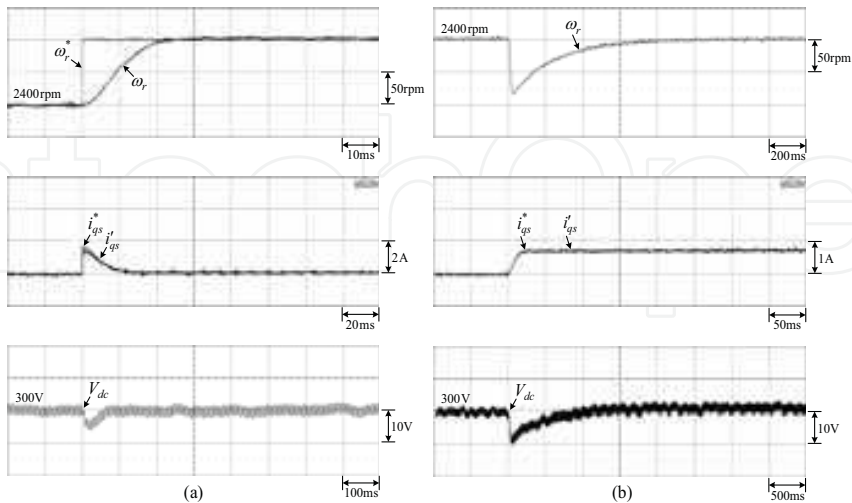 2400rpm
ω_r^*
ω_r
2400rpm
50rpm
10ms
i_qs^*
i'_qs
2A
20ms
300V
V_dc
10V
100ms
(a)
2400rpm
ω_r
50rpm
200ms
i_qs^*
i'_qs
1A
50ms
300V
V_dc
10V
500ms
(b)